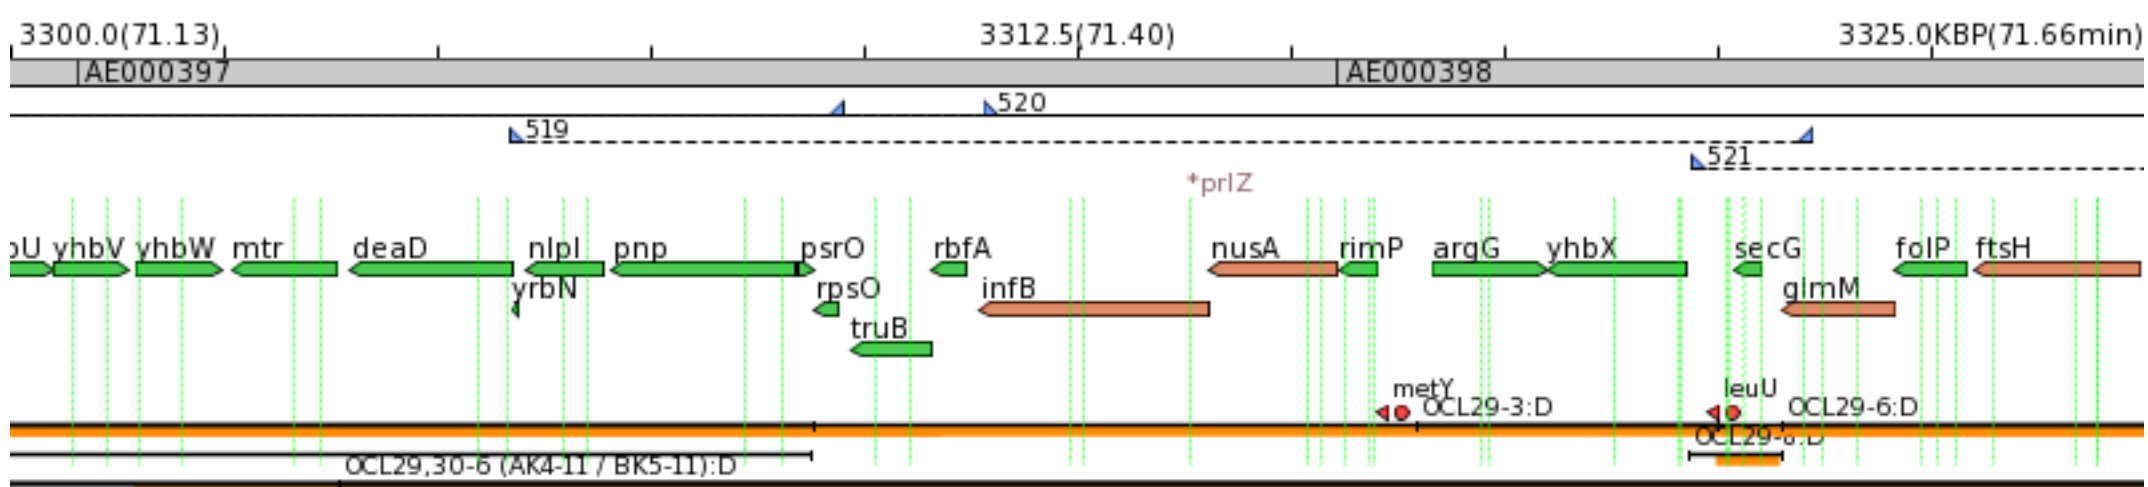 3300.0(71.13) 3312.5(71.40) 3325.0KBP(71.66min)
AE000397 AE000398
520
519
521
*prlZ
bU yhbV yhbW mtr deaD nlpI pnp psrO rbfA nusA rimP argG yhbX secG folP ftsH
yrbN rpsO infB glmM
truB
metY leuU
OCL29-3:D OCL29-6:D
OCL29,30-6 (AK4-11 / BK5-11):D